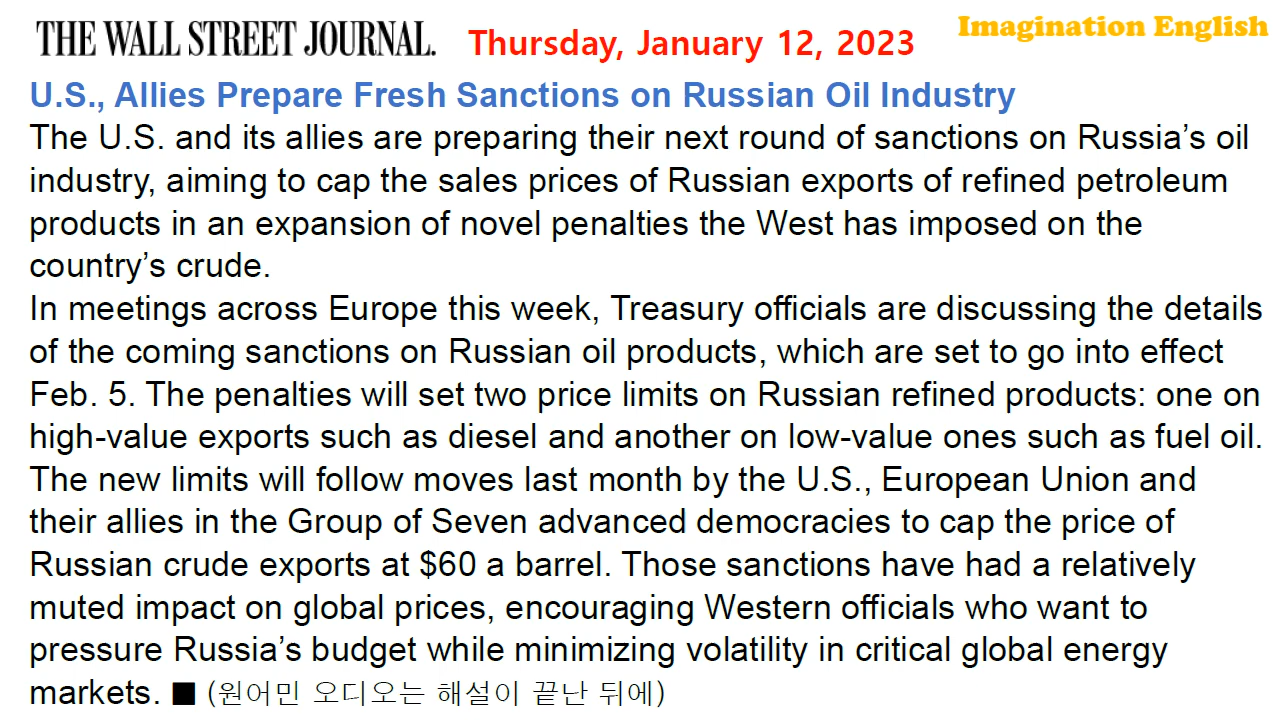 THE WALL STREET JOURNAL. Thursday, January 12, 2023 Imagination English
U.S., Allies Prepare Fresh Sanctions on Russian Oil Industry
The U.S. and its allies are preparing their next round of sanctions on Russia’s oil
industry, aiming to cap the sales prices of Russian exports of refined petroleum
products in an expansion of novel penalties the West has imposed on the
country’s crude.
In meetings across Europe this week, Treasury officials are discussing the details
of the coming sanctions on Russian oil products, which are set to go into effect
Feb. 5. The penalties will set two price limits on Russian refined products: one on
high-value exports such as diesel and another on low-value ones such as fuel oil.
The new limits will follow moves last month by the U.S., European Union and
their allies in the Group of Seven advanced democracies to cap the price of
Russian crude exports at $60 a barrel. Those sanctions have had a relatively
muted impact on global prices, encouraging Western officials who want to
pressure Russia’s budget while minimizing volatility in critical global energy
markets. ■ (원어민 오디오는 해설이 끝난 뒤에)